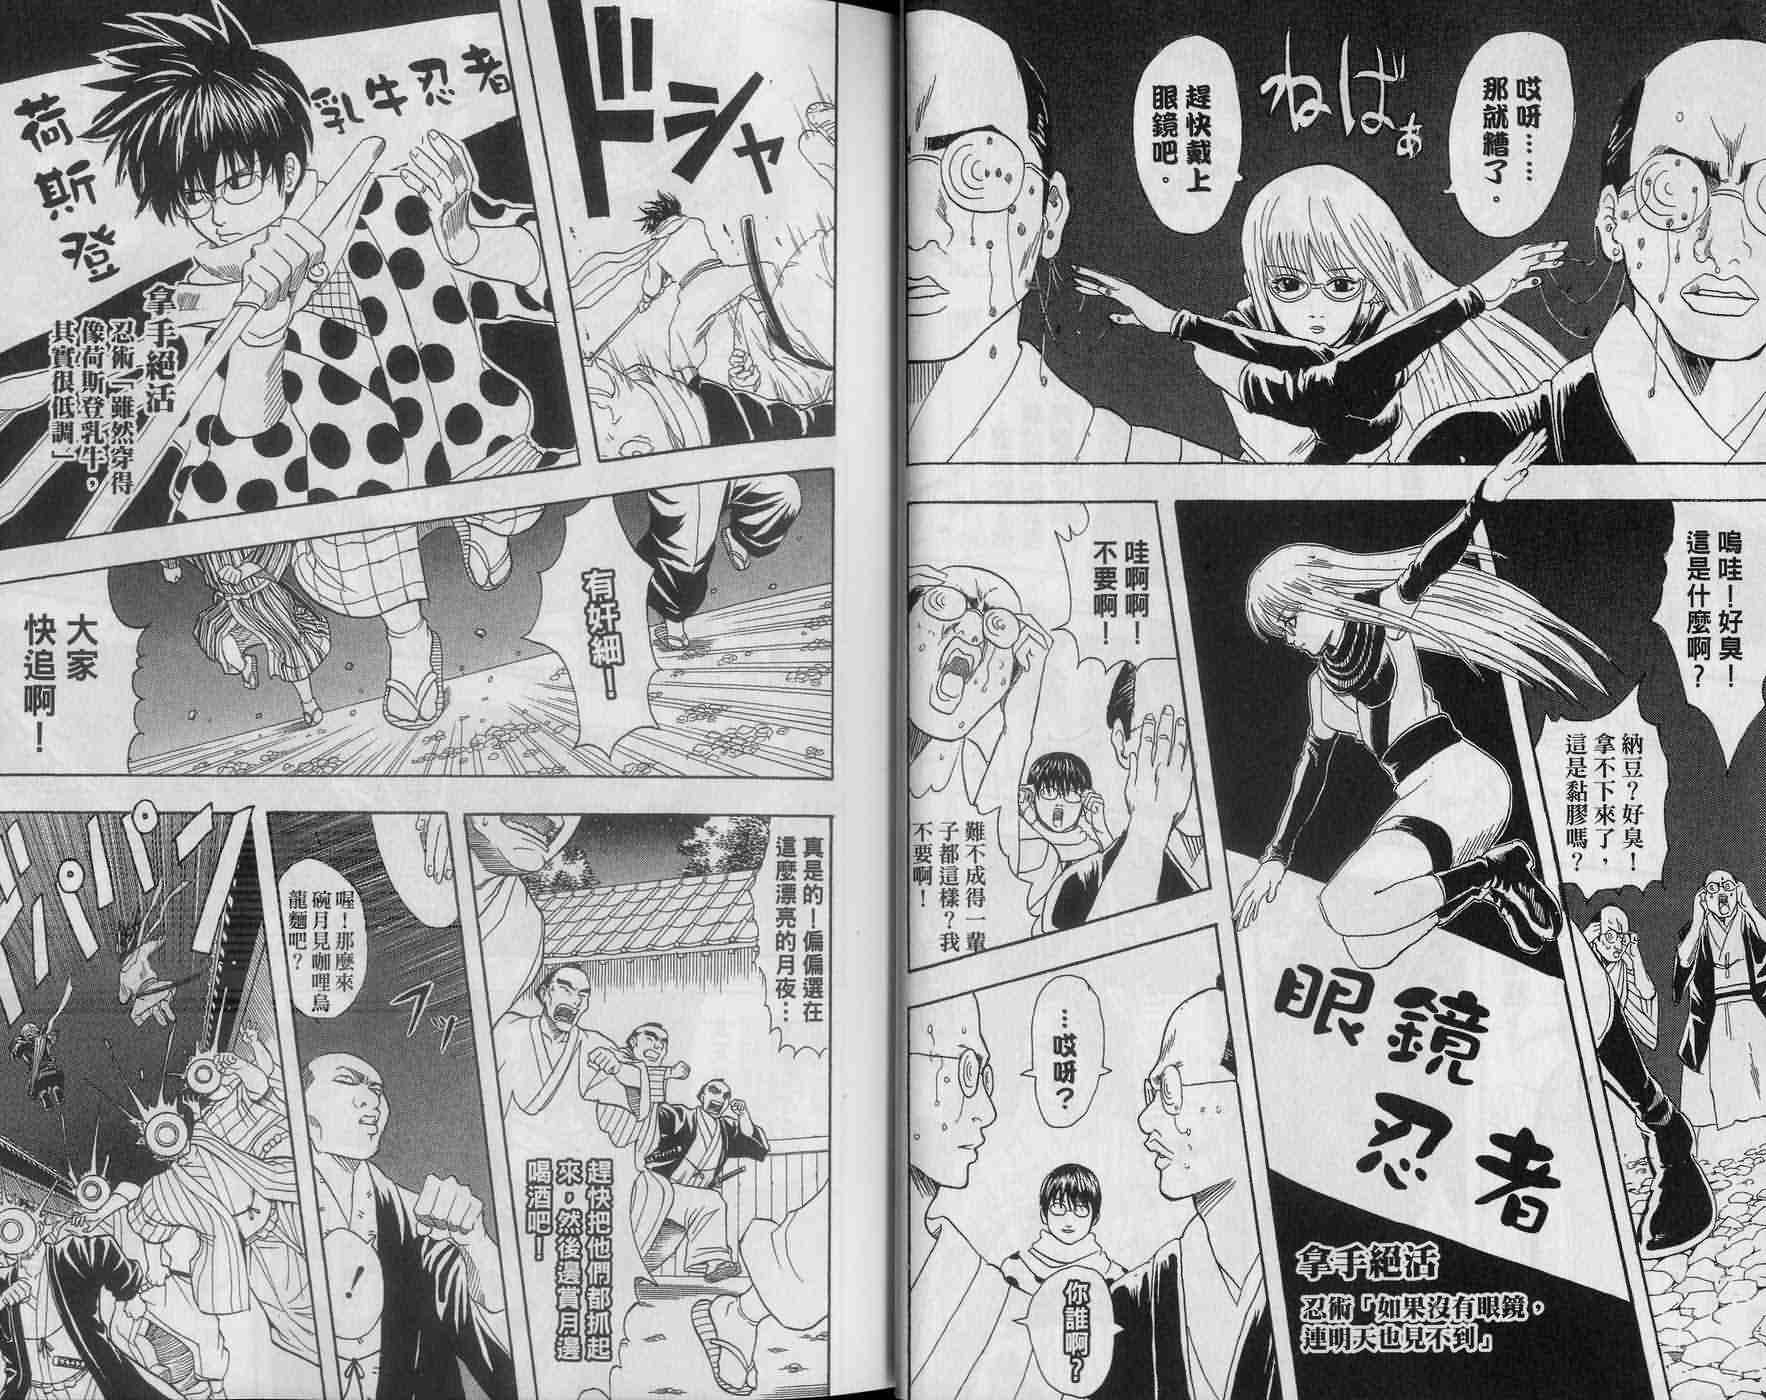 哎呀……
那就糟了。
ねばぁ
趕快戴上
眼鏡吧。
嗚哇！好臭！
這是什麼啊？
納豆？好臭！
拿不下來了，
這是黏膠嗎？
眼鏡
忍者
拿手絕活
忍術「如果沒有眼鏡，
連明天也見不到」
哇啊啊！
不要啊！
難不成得一輩
子都這樣？我
不要啊！
…哎呀？
你誰啊？
ドシャ
乳牛忍者
荷斯登
拿手絕活
忍術「雖然穿得
像荷斯登乳牛，
其實很低調」
有奸細！
大家
快追啊！
真是的！偏偏選在
這麼漂亮的月夜…
趕快把他們都抓起
來，然後邊賞月邊
喝酒吧！
喔！那麼來
碗月見咖哩烏
龍麵吧？
フッ
ドパパパン